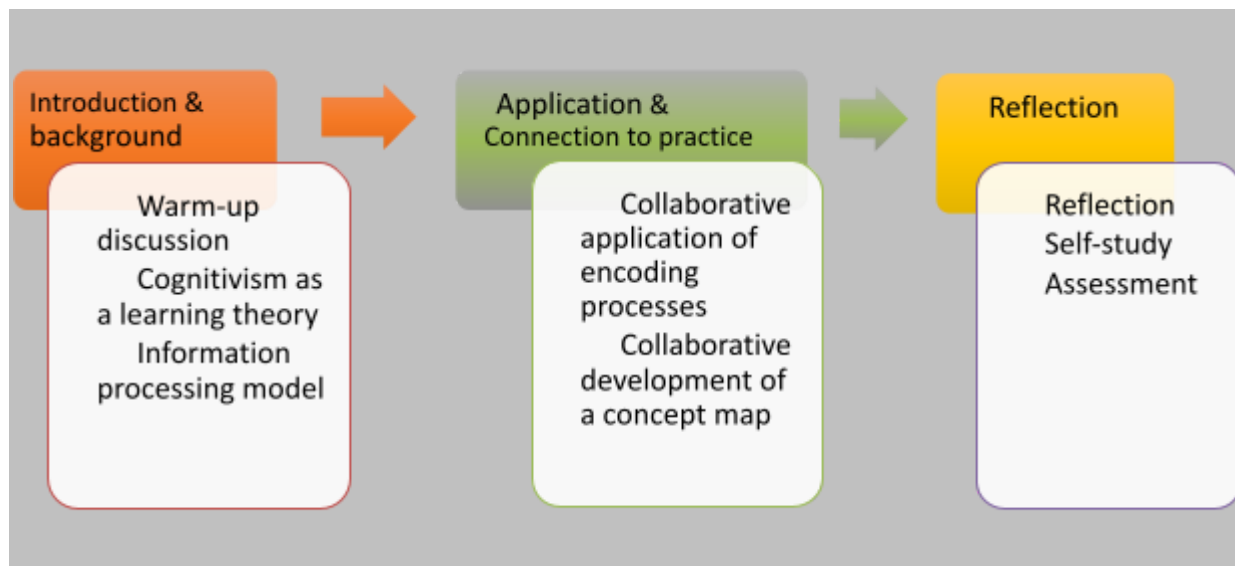 Introduction &
background
Warm-up
discussion
Cognitivism as
a learning theory
Information
processing model
Application &
Connection to practice
Collaborative
application of
encoding
processes
Collaborative
development of
a concept map
Reflection
Reflection
Self-study
Assessment